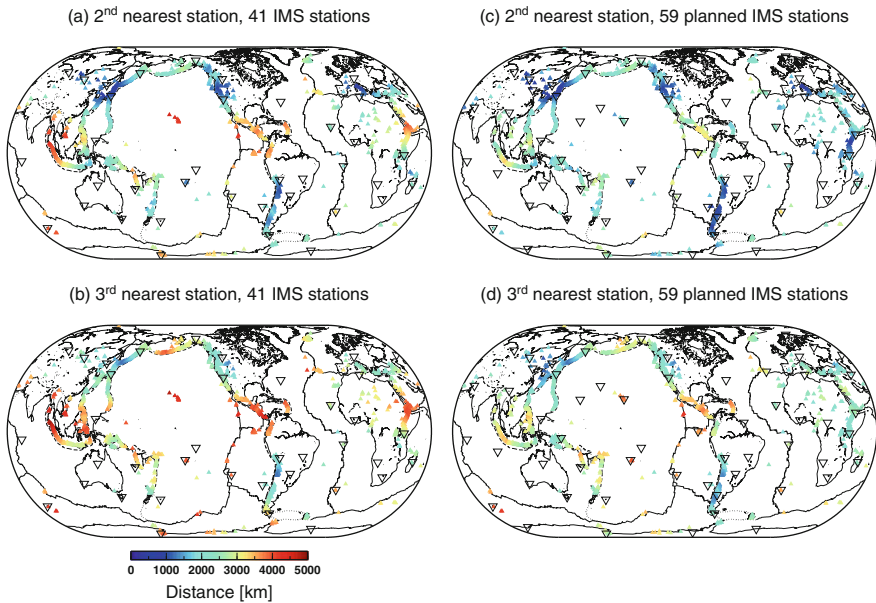 (a) 2nd nearest station, 41 IMS stations
(c) 2nd nearest station, 59 planned IMS stations
(b) 3rd nearest station, 41 IMS stations
(d) 3rd nearest station, 59 planned IMS stations
0 1000 2000 3000 4000 5000
Distance [km]